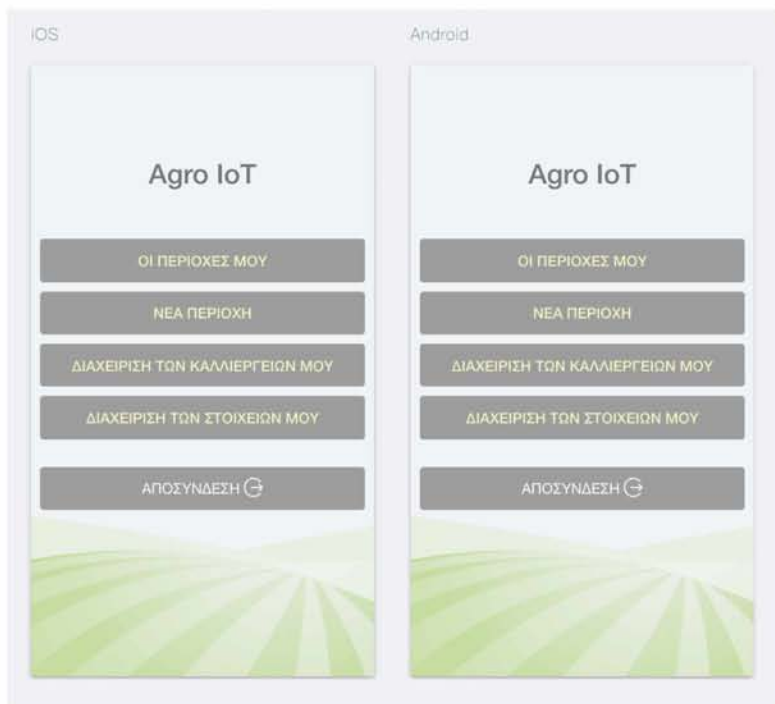 iOS
Agro IoT
ΟΙ ΠΕΡΙΟΧΕΣ ΜΟΥ
ΝΕΑ ΠΕΡΙΟΧΗ
ΔΙΑΧΕΙΡΙΣΗ ΤΩΝ ΚΑΛΛΙΕΡΓΕΙΩΝ ΜΟΥ
ΔΙΑΧΕΙΡΙΣΗ ΤΩΝ ΣΤΟΙΧΕΙΩΝ ΜΟΥ
ΑΠΟΣΥΝΔΕΣΗ
Android
Agro IoT
ΟΙ ΠΕΡΙΟΧΕΣ ΜΟΥ
ΝΕΑ ΠΕΡΙΟΧΗ
ΔΙΑΧΕΙΡΙΣΗ ΤΩΝ ΚΑΛΛΙΕΡΓΕΙΩΝ ΜΟΥ
ΔΙΑΧΕΙΡΙΣΗ ΤΩΝ ΣΤΟΙΧΕΙΩΝ ΜΟΥ
ΑΠΟΣΥΝΔΕΣΗ